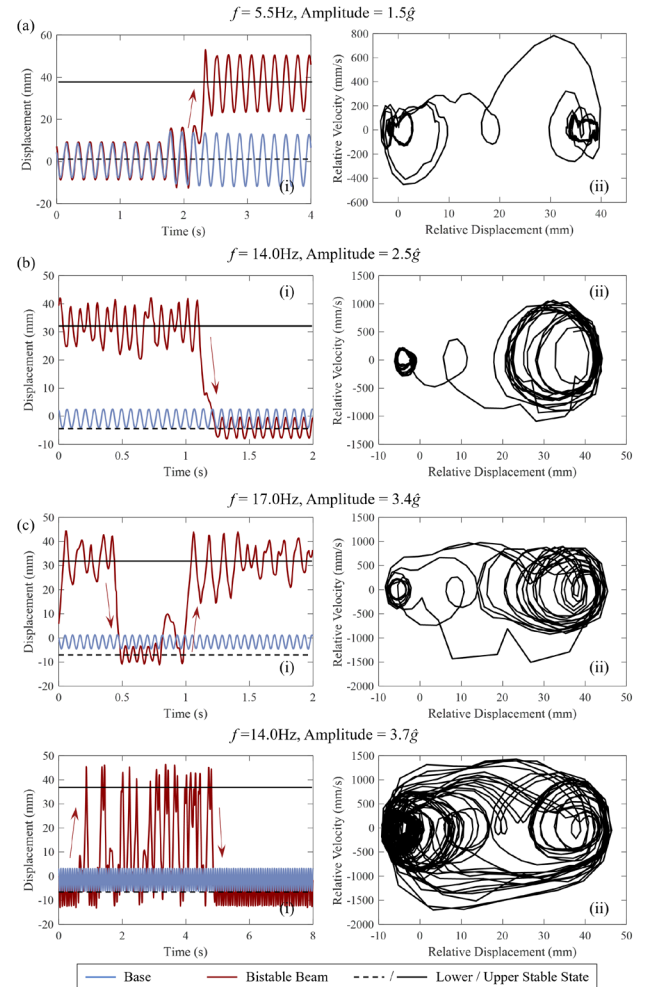 f = 5.5Hz, Amplitude = 1.5ĝ
(a)
Displacement (mm)
60
40
20
0
-20
0 1 2 3 4
Time (s)
(i)
Relative Velocity (mm/s)
800
600
400
200
0
-200
-400
-600
0 10 20 30 40
Relative Displacement (mm)
(ii)
f = 14.0Hz, Amplitude = 2.5ĝ
(b)
Displacement (mm)
50
40
30
20
10
0
-10
0 0.5 1 1.5 2
Time (s)
(i)
Relative Velocity (mm/s)
1500
1000
500
0
-500
-1000
-1500
-10 0 10 20 30 40 50
Relative Displacement (mm)
(ii)
f = 17.0Hz, Amplitude = 3.4ĝ
(c)
Displacement (mm)
50
40
30
20
10
0
-10
-20
0 0.5 1 1.5 2
Time (s)
(i)
Relative Velocity (mm/s)
2000
1500
1000
500
0
-500
-1000
-1500
-2000
-10 0 10 20 30 40 50
Relative Displacement (mm)
(ii)
f =14.0Hz, Amplitude = 3.7ĝ
Displacement (mm)
50
40
30
20
10
0
-10
-20
0 2 4 6 8
Time (s)
(i)
Relative Velocity (mm/s)
1500
1000
500
0
-500
-1000
-1500
2000
-10 0 10 20 30 40 50
Relative Displacement (mm)
(ii)
Base Bistable Beam / Lower / Upper Stable State